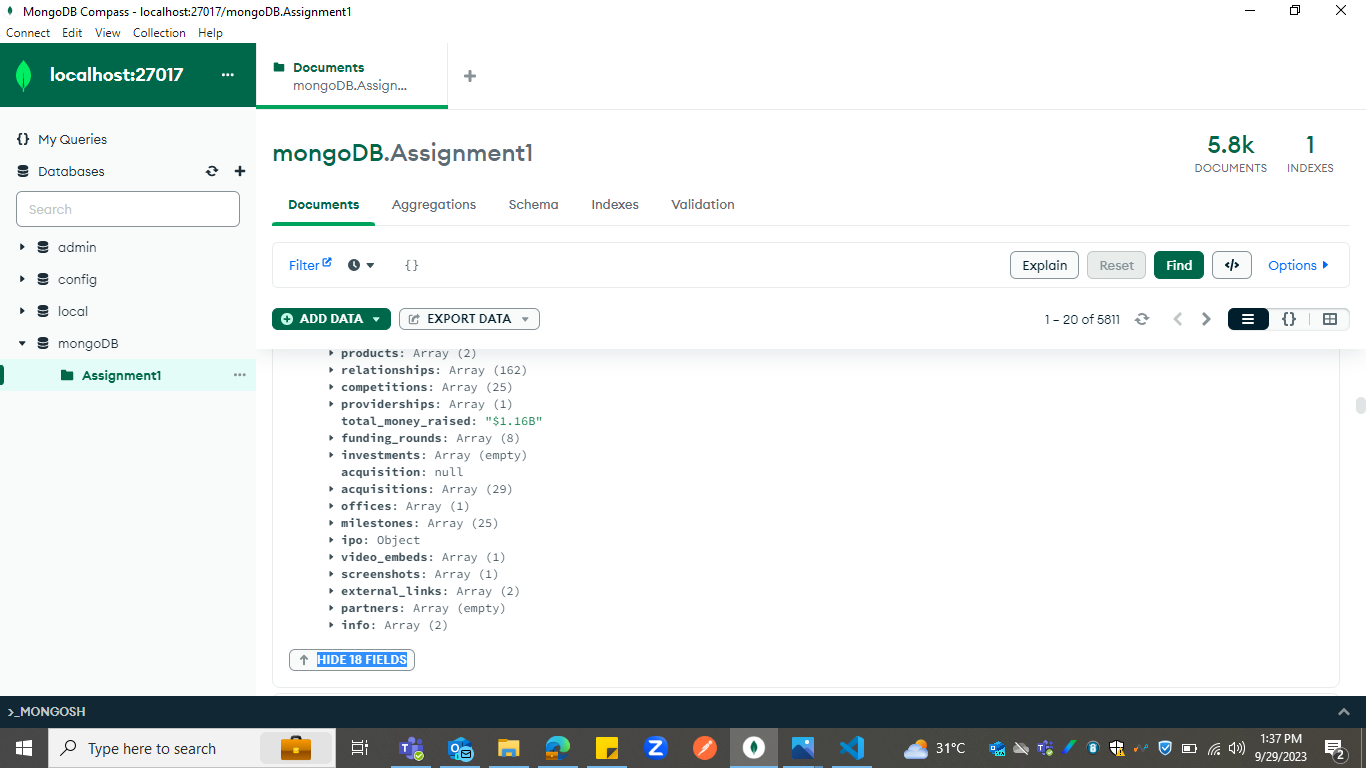 MongoDB Compass - localhost:27017/mongoDB.Assignment1
Connect Edit View Collection Help
localhost:27017 ...
Documents
mongoDB.Assign...
My Queries
Databases
Search
admin
config
local
mongoDB
Assignment1 ...
mongoDB.Assignment1
5.8k
DOCUMENTS
1
INDEXES
Documents Aggregations Schema Indexes Validation
Filter {} Explain Reset Find </> Options
ADD DATA EXPORT DATA 1 – 20 of 5811 {}
products: Array (2)
relationships: Array (162)
competitions: Array (25)
providerships: Array (1)
total_money_raised: "$1.16B"
funding_rounds: Array (8)
investments: Array (empty)
acquisition: null
acquisitions: Array (29)
offices: Array (1)
milestones: Array (25)
ipo: Object
video_embeds: Array (1)
screenshots: Array (1)
external_links: Array (2)
partners: Array (empty)
info: Array (2)
HIDE 18 FIELDS
>_MONGOSH
Type here to search
31°C
1:37 PM
9/29/2023
2